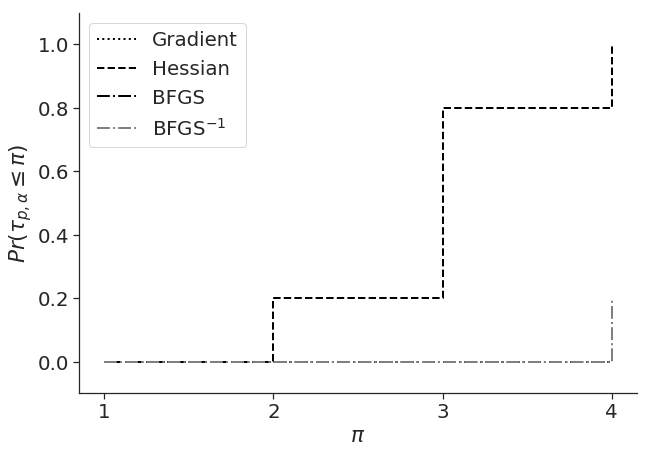 Gradient
Hessian
BFGS
BFGS⁻¹
1.0
0.8
0.6
0.4
0.2
0.0
Pr(τ_{p,α} ≤ π)
1 2 3 4
π